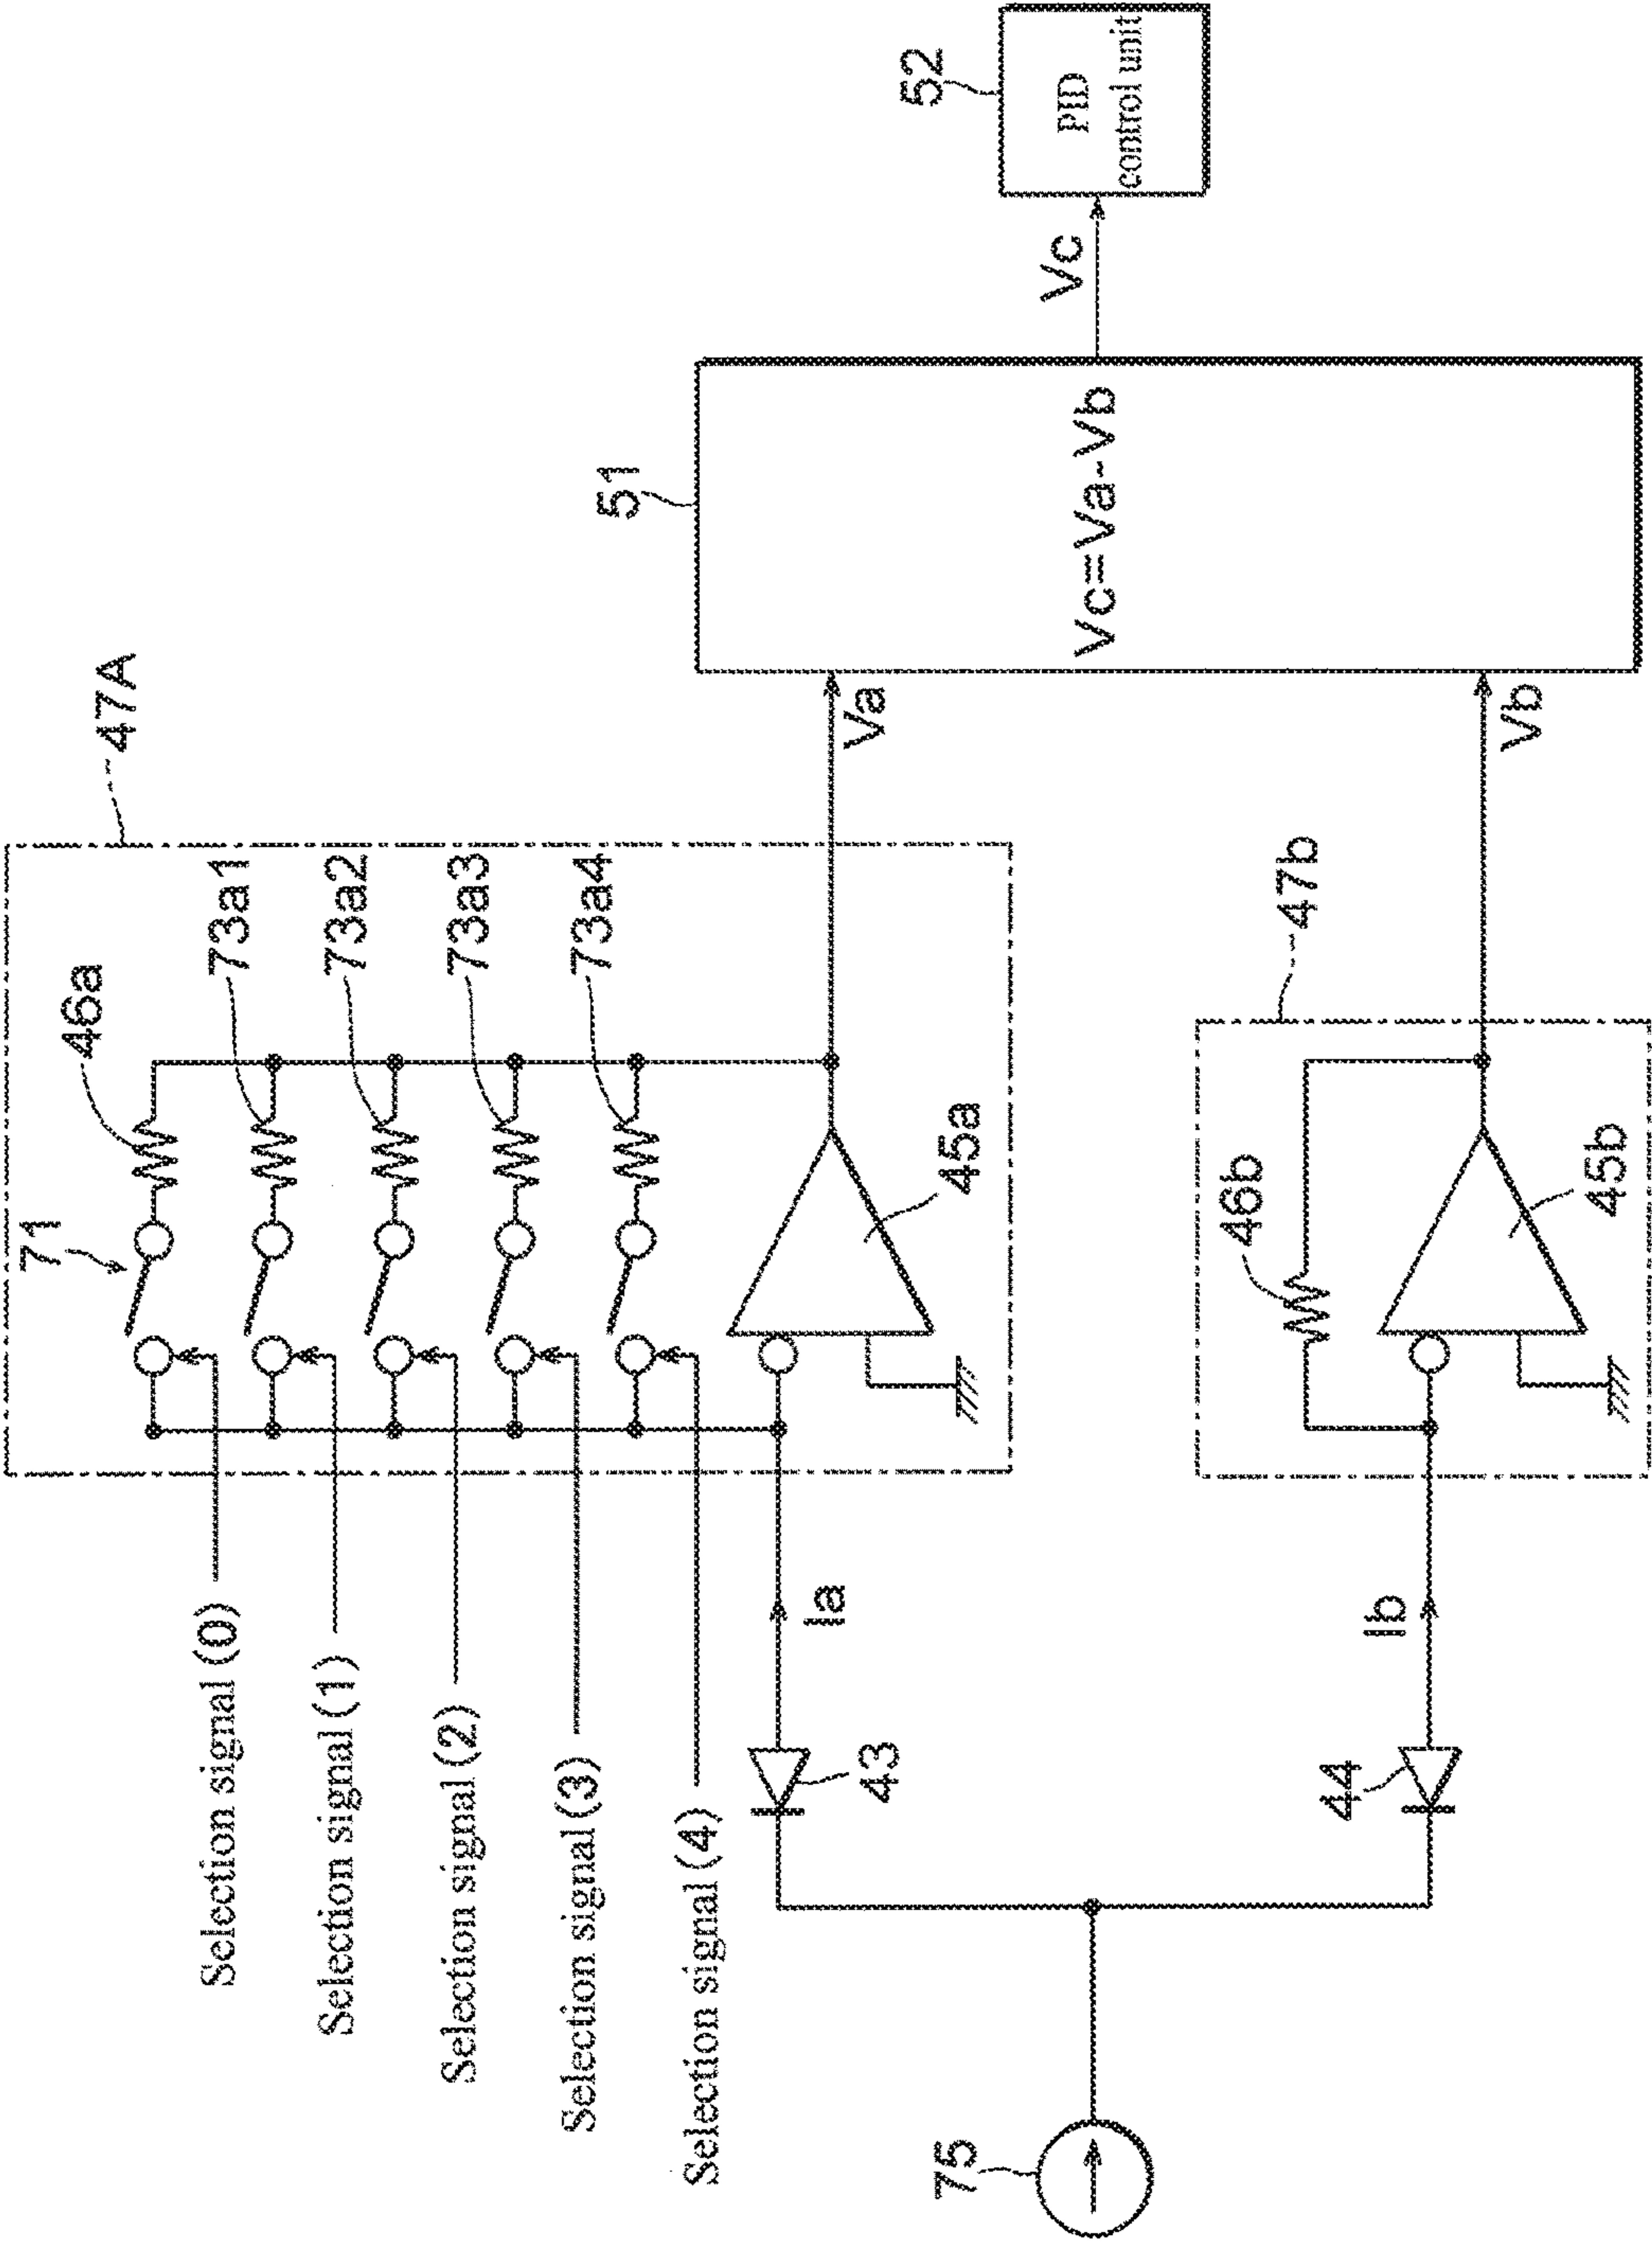 47A
71
46a
73a1
73a2
73a3
73a4
Selection signal (0)
Selection signal (1)
Selection signal (2)
Selection signal (3)
Selection signal (4)
45a
Ia
43
Va
51
Vc=Va-Vb
Vc
52
PID
control unit
75
47b
46b
45b
44
Ib
Vb